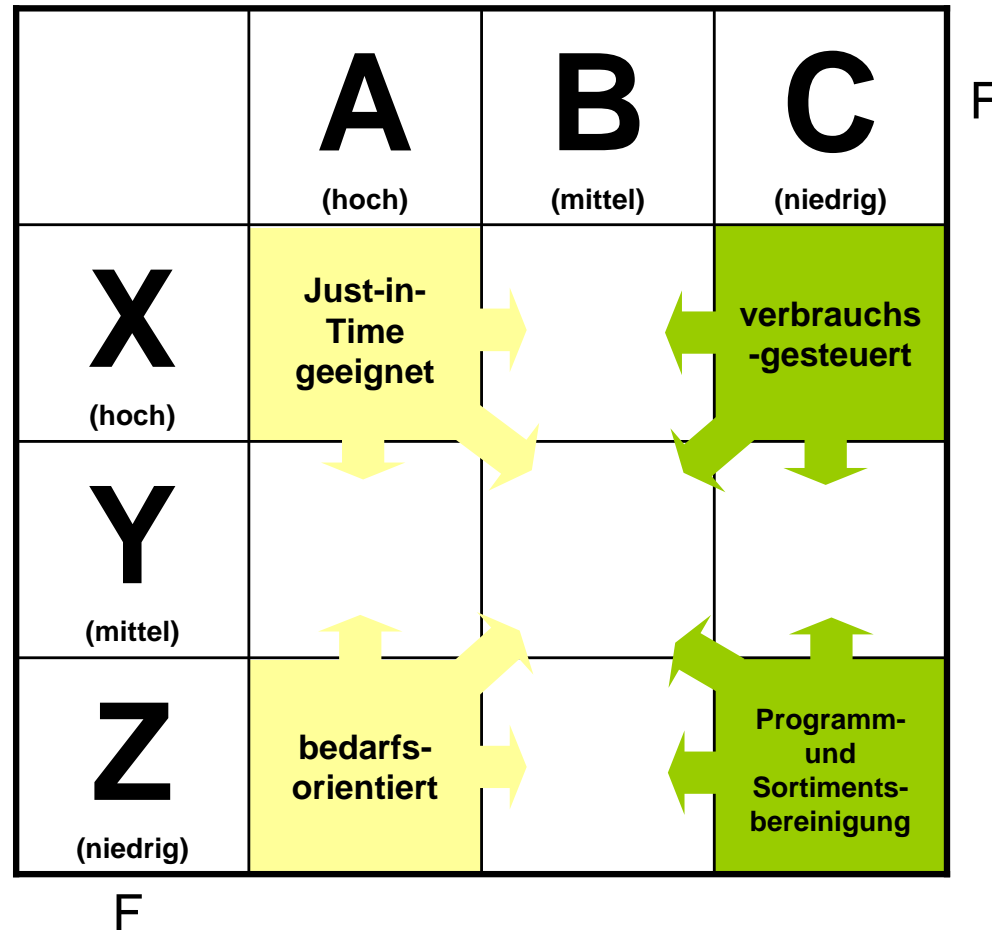 A
B
C
F
(hoch)
(mittel)
(niedrig)
X
(hoch)
Just-in-
Time
geeignet
verbrauchs
-gesteuert
Y
(mittel)
Z
(niedrig)
bedarfs-
orientiert
Programm-
und
Sortiments-
bereinigung
F